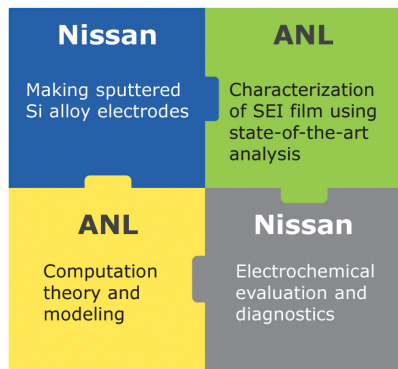 Nissan
Making sputtered
Si alloy electrodes
ANL
Characterization
of SEI film using
state-of-the-art
analysis
ANL
Computation
theory and
modeling
Nissan
Electrochemical
evaluation and
diagnostics